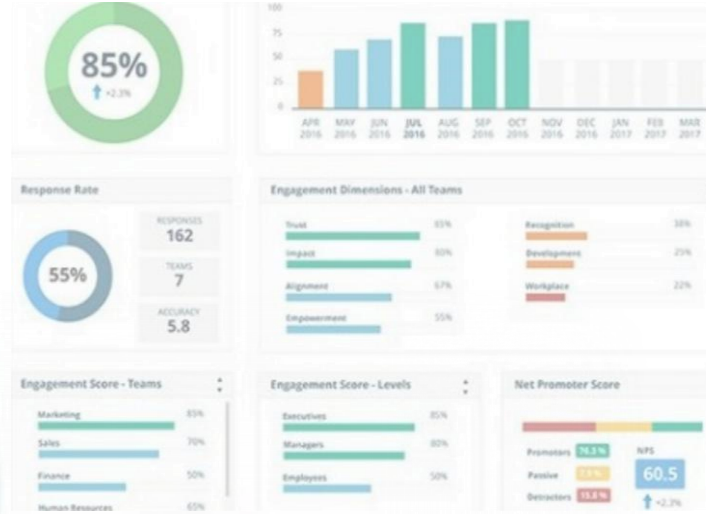 85%
+2.3%
100
75
50
25
0
APR 2016
MAY 2016
JUN 2016
JUL 2016
AUG 2016
SEP 2016
OCT 2016
NOV 2016
DEC 2016
JAN 2017
FEB 2017
MAR 2017
Response Rate
55%
RESPONSES
162
TEAMS
7
ACCURACY
5.8
Engagement Dimensions - All Teams
Trust 85%
Impact 80%
Alignment 67%
Empowerment 55%
Recognition 38%
Development 25%
Workplace 22%
Engagement Score - Teams
Marketing 85%
Sales 70%
Finance 50%
Human Resources 65%
Engagement Score - Levels
Executives 85%
Managers 80%
Employees 50%
Net Promoter Score
Promotors 76.3 %
Passive
Detractors 15.8 %
NPS
60.5
+2.3%